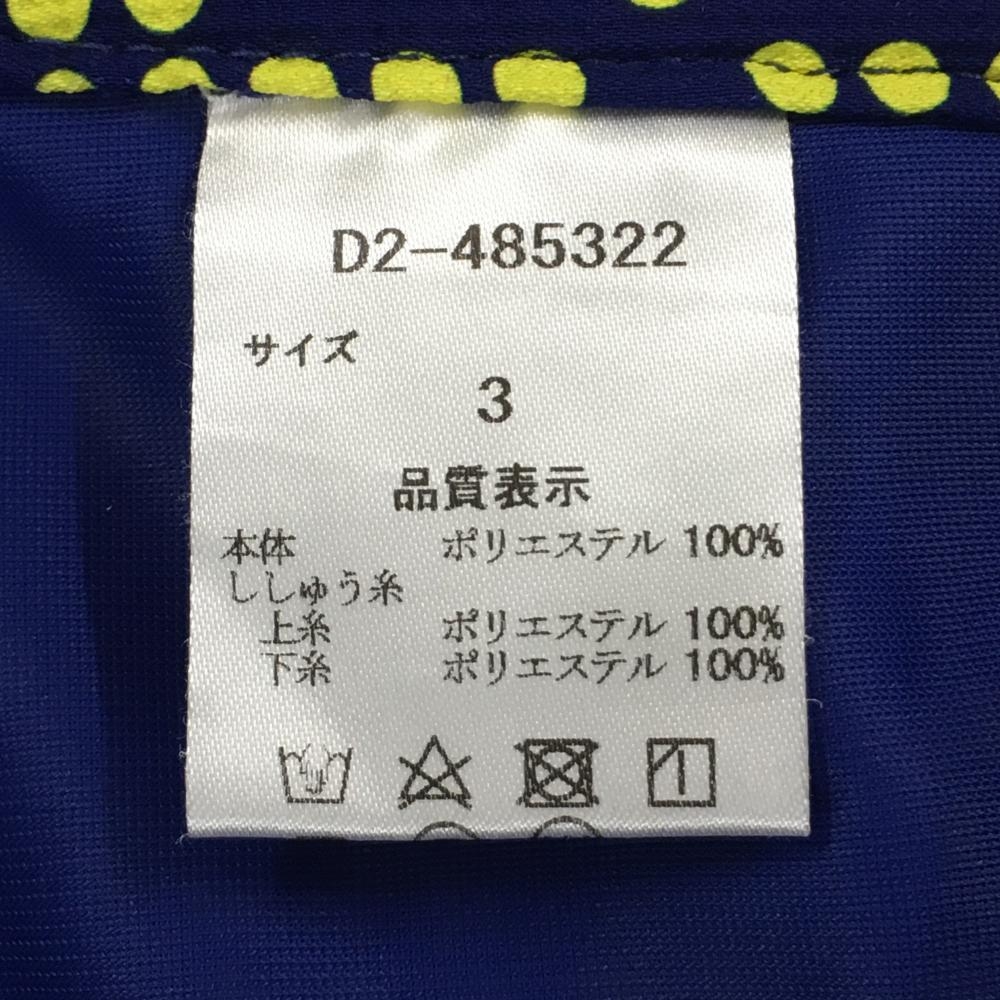 D2-485322
サイズ
3
品質表示
本体 ポリエステル 100%
ししゅう糸
上糸 ポリエステル 100%
下糸 ポリエステル 100%